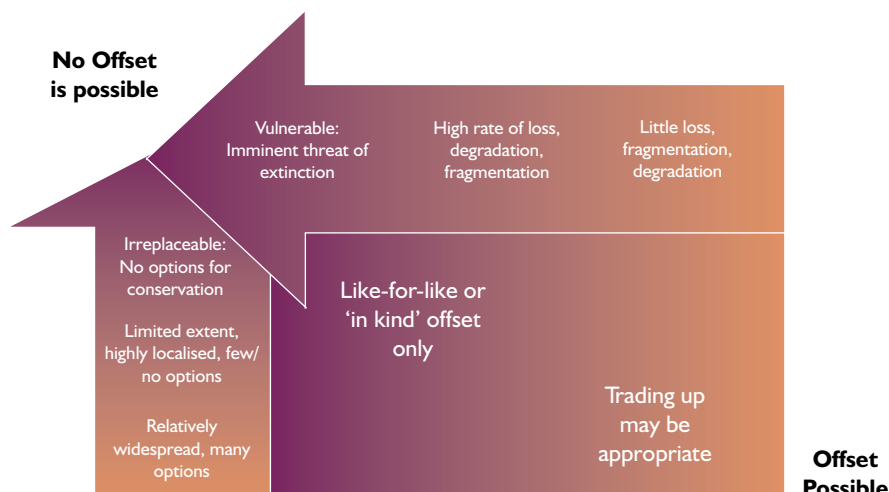 No Offset
is possible
Vulnerable:
Imminent threat of
extinction
High rate of loss,
degradation,
fragmentation
Little loss,
fragmentation,
degradation
Irreplaceable:
No options for
conservation
Limited extent,
highly localised, few/
no options
Relatively
widespread, many
options
Like-for-like or
‘in kind’ offset
only
Trading up
may be
appropriate
Offset
Possible